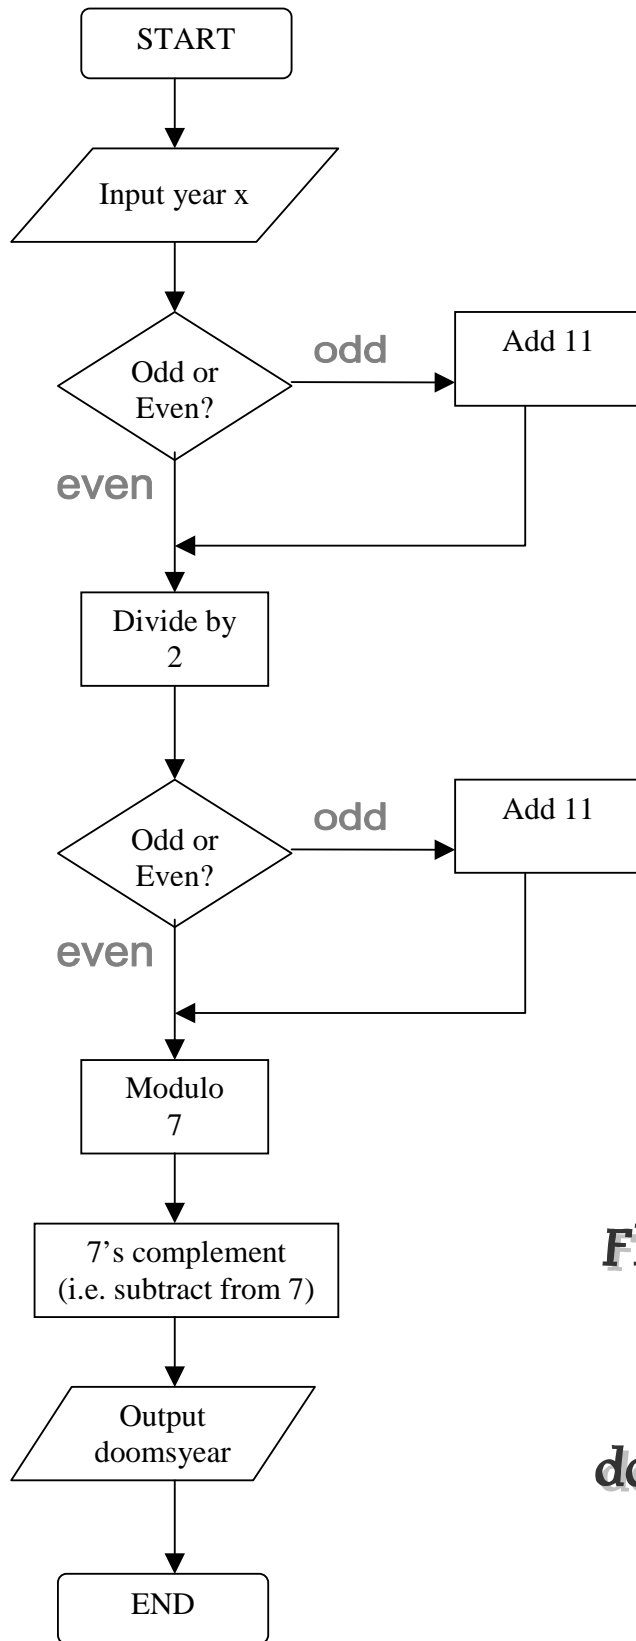 START
Input year x
Odd or
Even?
odd
Add 11
even
Divide by
2
Odd or
Even?
odd
Add 11
even
Modulo
7
7’s complement
(i.e. subtract from 7)
Output
doomsyear
END